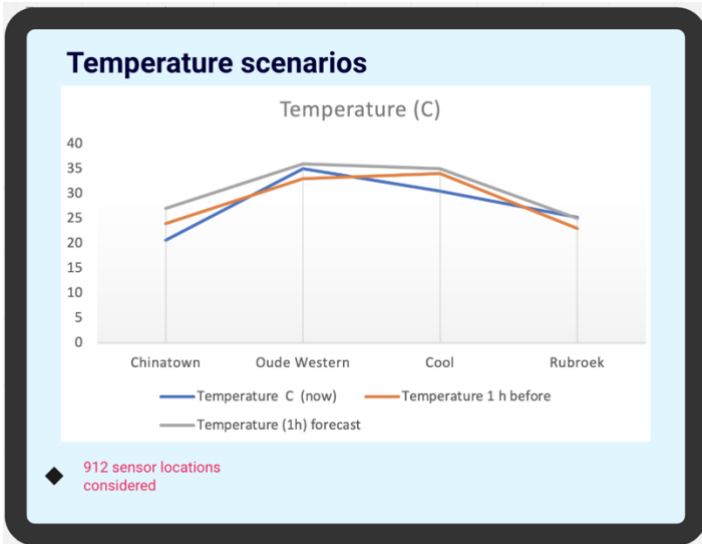 Temperature scenarios
Temperature (C)
40
35
30
25
20
15
10
5
0
Chinatown Oude Western Cool Rubroek
Temperature C (now) Temperature 1 h before
Temperature (1h) forecast
912 sensor locations
considered